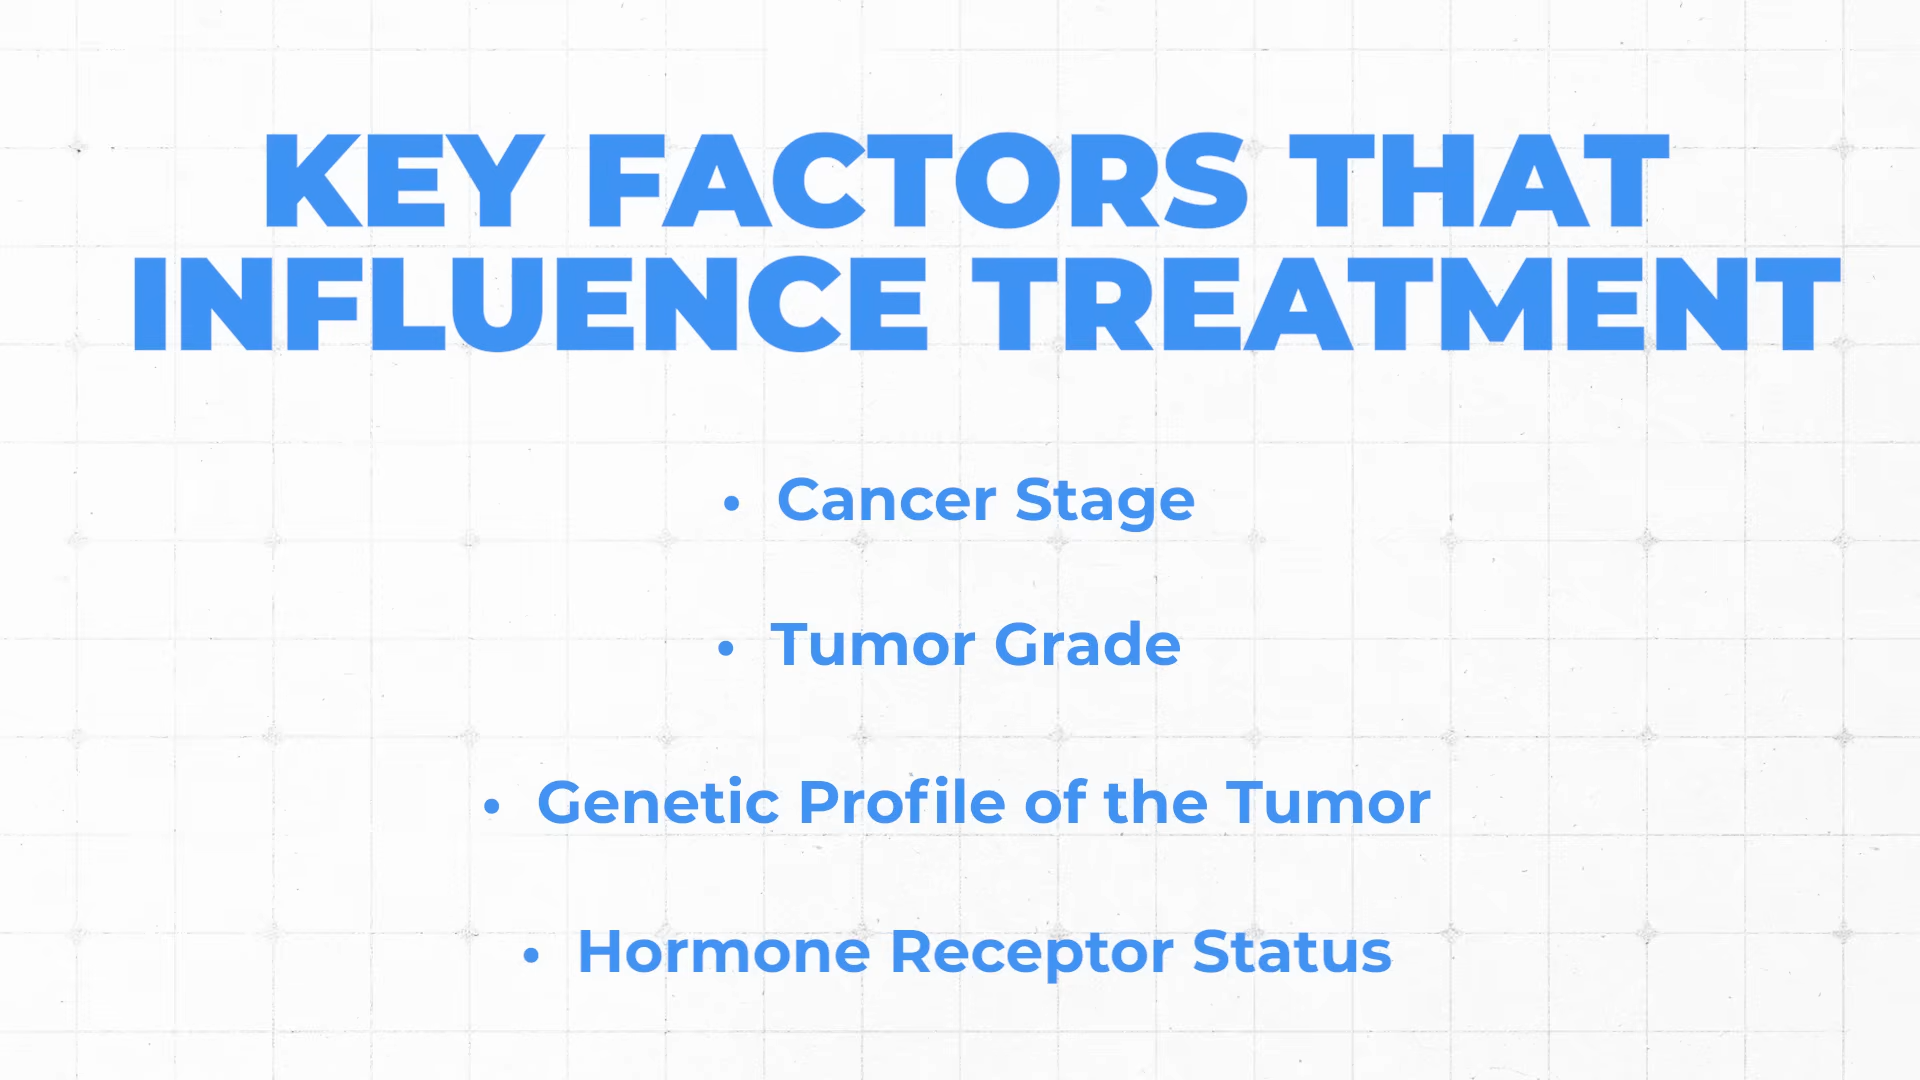 KEY FACTORS THAT
INFLUENCE TREATMENT
• Cancer Stage
• Tumor Grade
• Genetic Profile of the Tumor
• Hormone Receptor Status